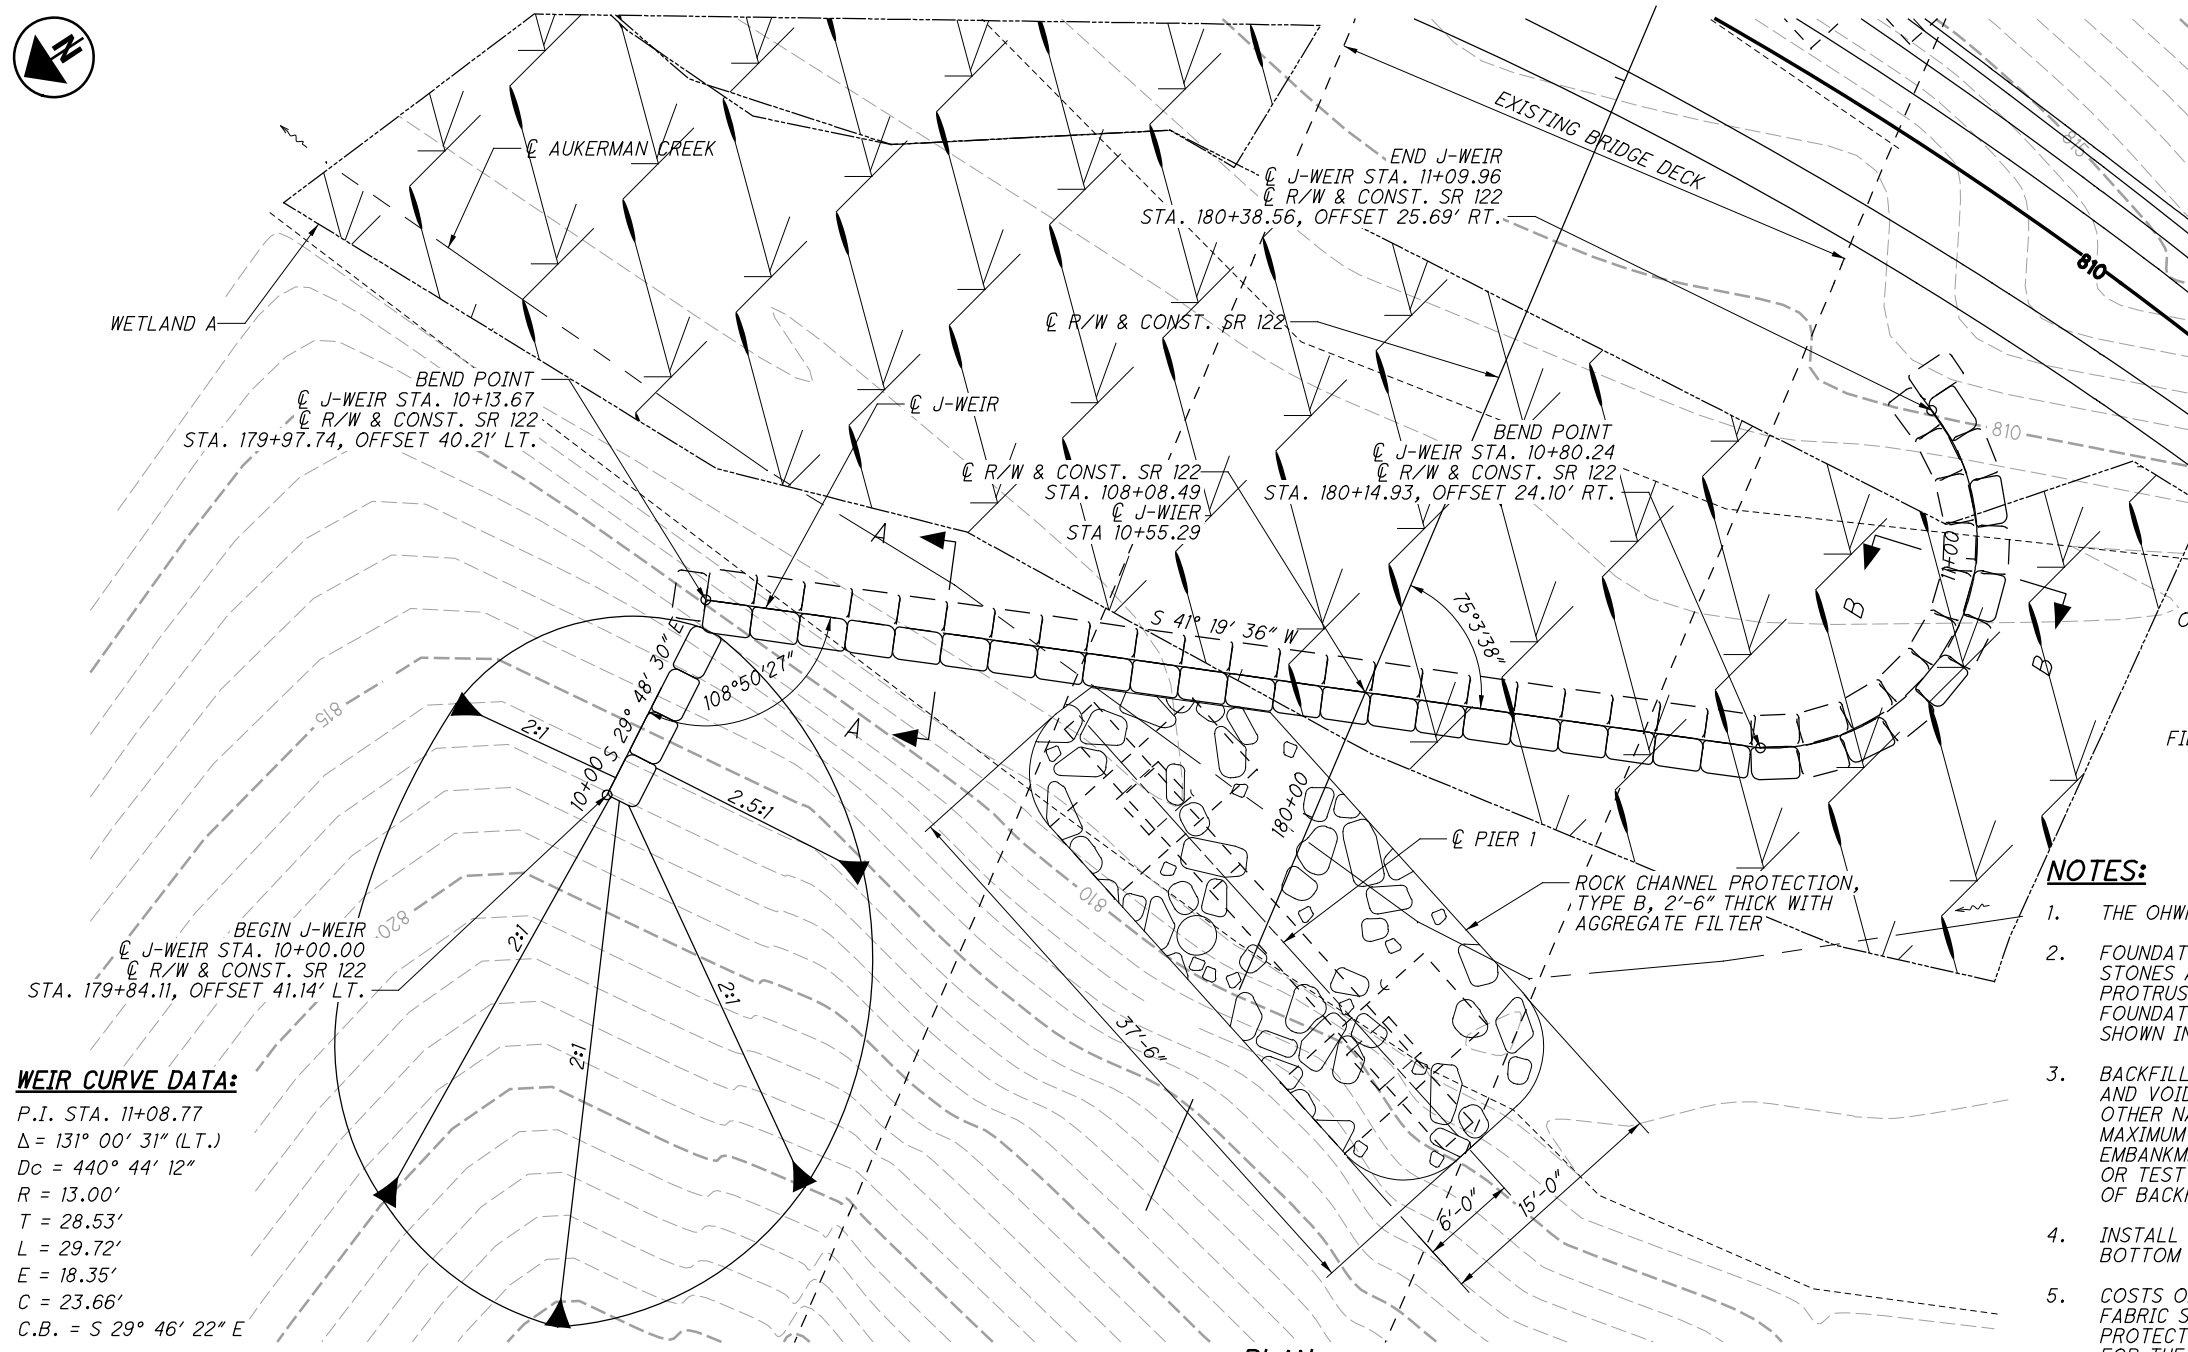 N
℄ AUKERMAN CREEK
EXISTING BRIDGE DECK
END J-WEIR
℄ J-WEIR STA. 11+09.96
℄ R/W & CONST. SR 122
STA. 180+38.56, OFFSET 25.69' RT.
815
810
WETLAND A
℄ R/W & CONST. SR 122
BEND POINT
℄ J-WEIR STA. 10+13.67
℄ R/W & CONST. SR 122
STA. 179+97.74, OFFSET 40.21' LT.
℄ J-WEIR
BEND POINT
℄ J-WEIR STA. 10+80.24
℄ R/W & CONST. SR 122
STA. 180+14.93, OFFSET 24.10' RT.
810
℄ R/W & CONST. SR 122
STA. 108+08.49
℄ J-WIER
STA 10+55.29
A
A
11+00
B
B
S 41° 19' 36" W
75°3'38"
S 29° 48' 30" E
108°50'27"
10+00
815
2:1
2.5:1
2:1
2:1
2:1
820
810
180+00
℄ PIER 1
ROCK CHANNEL PROTECTION,
TYPE B, 2'-6" THICK WITH
AGGREGATE FILTER
BEGIN J-WEIR
℄ J-WEIR STA. 10+00.00
℄ R/W & CONST. SR 122
STA. 179+84.11, OFFSET 41.14' LT.
37'-6"
6'-0"
15'-0"
WEIR CURVE DATA:
P.I. STA. 11+08.77
Δ = 131° 00' 31" (LT.)
Dc = 440° 44' 12"
R = 13.00'
T = 28.53'
L = 29.72'
E = 18.35'
C = 23.66'
C.B. = S 29° 46' 22" E
NOTES:
1. THE OHW
2. FOUNDAT
STONES A
PROTRUS
FOUNDAT
SHOWN IN
3. BACKFILL
AND VOID
OTHER NA
MAXIMUM
EMBANKM
OR TEST
OF BACK
4. INSTALL
BOTTOM
5. COSTS O
FABRIC S
PROTECT
FOR THE
PLAN